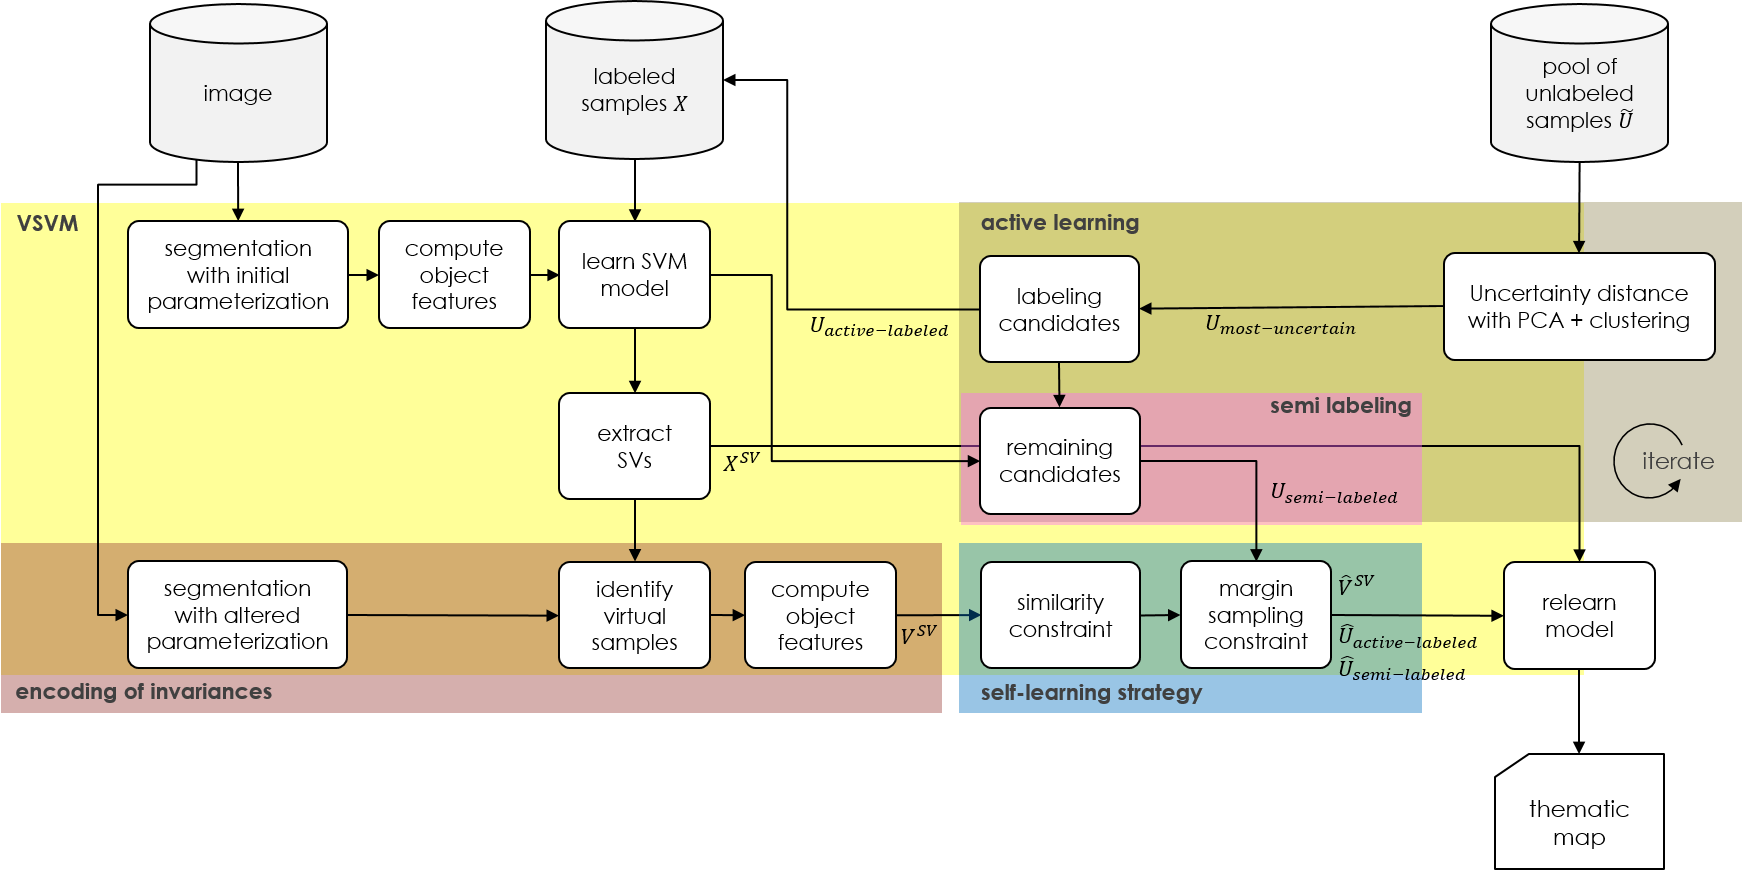 image
labeled
samples X
pool of
unlabeled
samples Ũ
VSVM
active learning
segmentation
with initial
parameterization
compute
object
features
learn SVM
model
labeling
candidates
Uncertainty distance
with PCA + clustering
U_active−labeled
U_most−uncertain
semi labeling
extract
SVs
X^SV
remaining
candidates
U_semi−labeled
iterate
segmentation
with altered
parameterization
identify
virtual
samples
compute
object
features
V^SV
similarity
constraint
margin
sampling
constraint
V̂^SV
Û_active−labeled
Û_semi−labeled
relearn
model
encoding of invariances
self-learning strategy
thematic
map